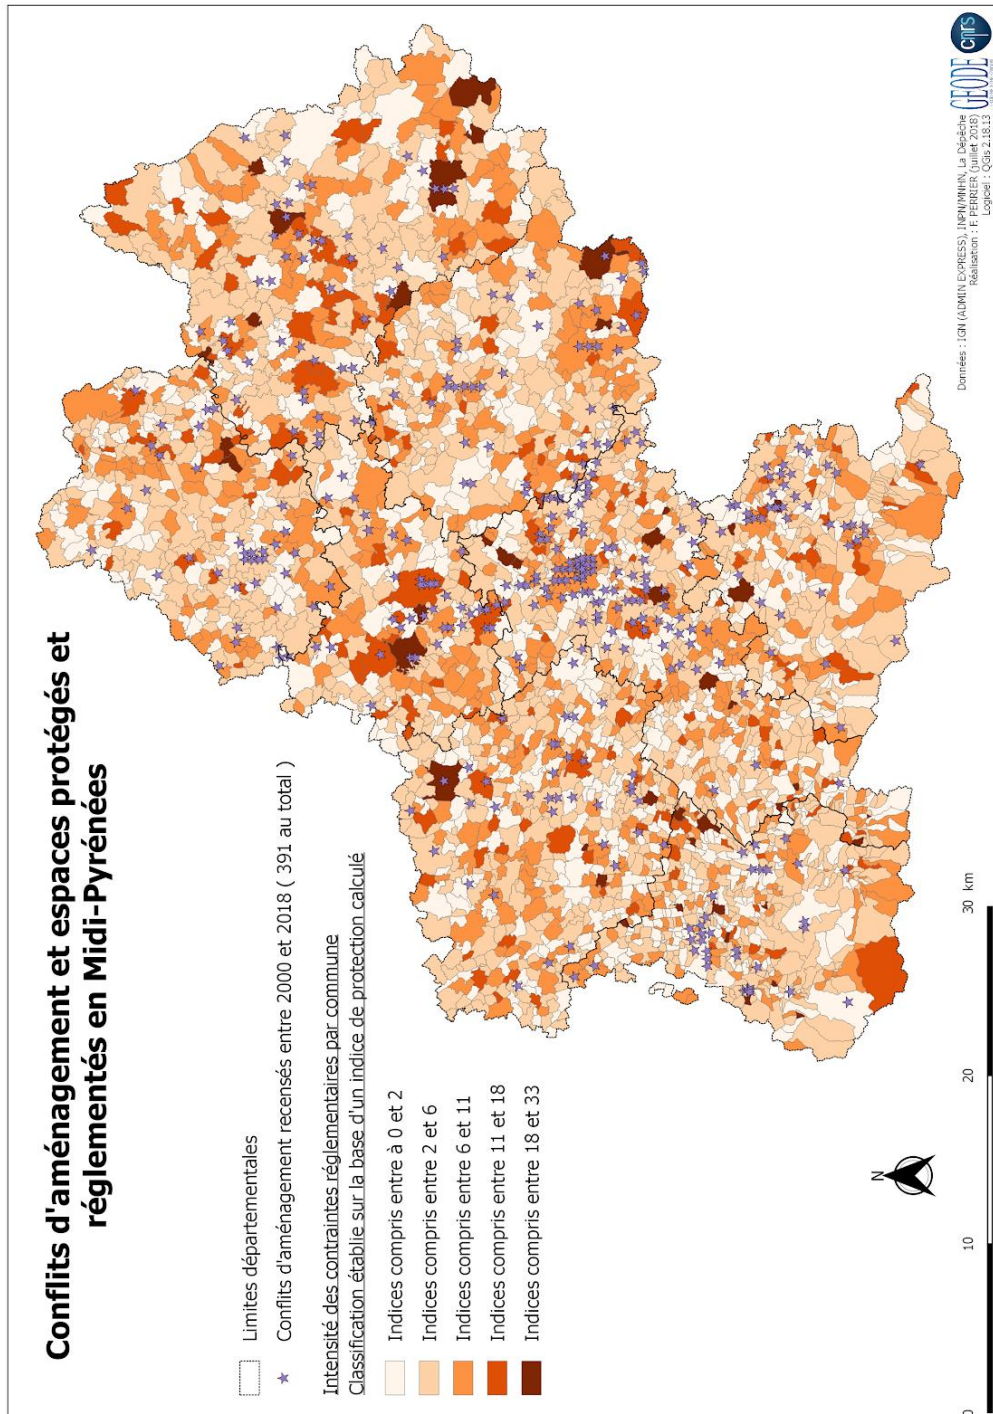 Conflits d'aménagement et espaces protégés et
réglementés en Midi-Pyrénées
Limites départementales
Conflits d'aménagement recensés entre 2000 et 2018 ( 391 au total )
Intensité des contraintes réglementaires par commune
Classification établie sur la base d'un indice de protection calculé
Indices compris entre à 0 et 2
Indices compris entre 2 et 6
Indices compris entre 6 et 11
Indices compris entre 11 et 18
Indices compris entre 18 et 33
N
0 10 20 30 km
Données : IGN (ADMIN EXPRESS), INPN/MNHN, La Dépêche
Réalisation : F. PERRIER (juillet 2018)
Logiciel : QGis 2.18.13
GEODE
cnrs